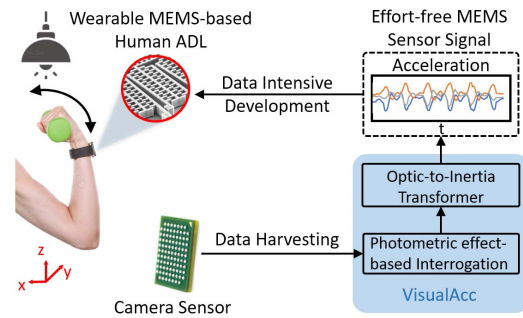 Wearable MEMS-based
Human ADL
Effort-free MEMS
Sensor Signal
Acceleration
t
Data Intensive
Development
Optic-to-Inertia
Transformer
Data Harvesting
Photometric effect-
based Interrogation
VisualAcc
z
y
x
Camera Sensor